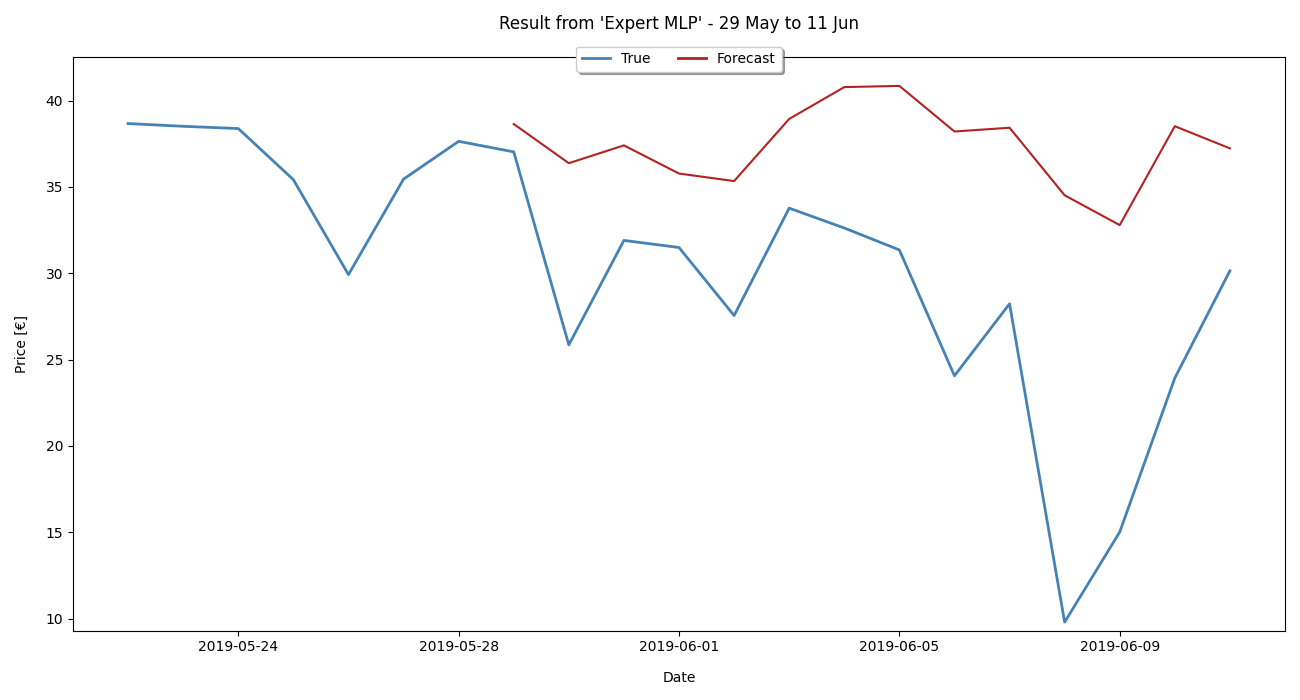 Result from 'Expert MLP' - 29 May to 11 Jun
True Forecast
40
35
30
25
20
15
10
Price [€]
2019-05-24 2019-05-28 2019-06-01 2019-06-05 2019-06-09
Date